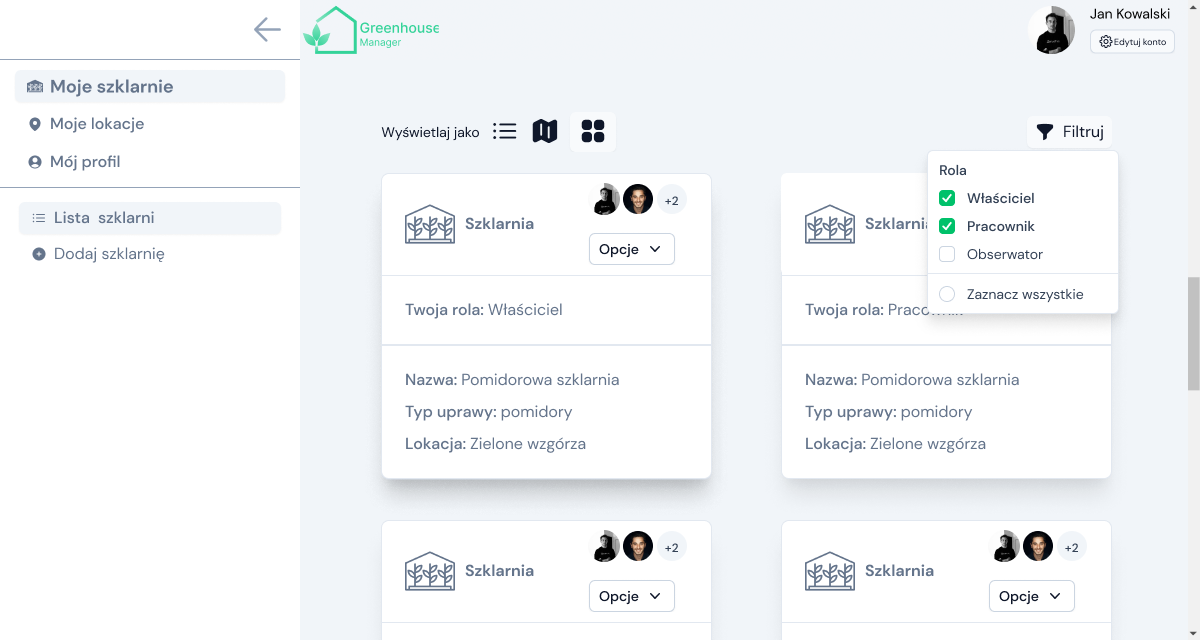 Greenhouse
Manager
Jan Kowalski
Edytuj konto
Moje szklarnie
Moje lokacje
Mój profil
Lista szklarni
Dodaj szklarnię
Wyświetlaj jako
Filtruj
Rola
Właściciel
Pracownik
Obserwator
Zaznacz wszystkie
Szklarnia
+2
Opcje
Twoja rola: Właściciel
Nazwa: Pomidorowa szklarnia
Typ uprawy: pomidory
Lokacja: Zielone wzgórza
Szklarnia
Twoja rola: Pracownik
Nazwa: Pomidorowa szklarnia
Typ uprawy: pomidory
Lokacja: Zielone wzgórza
Szklarnia
+2
Opcje
Szklarnia
+2
Opcje